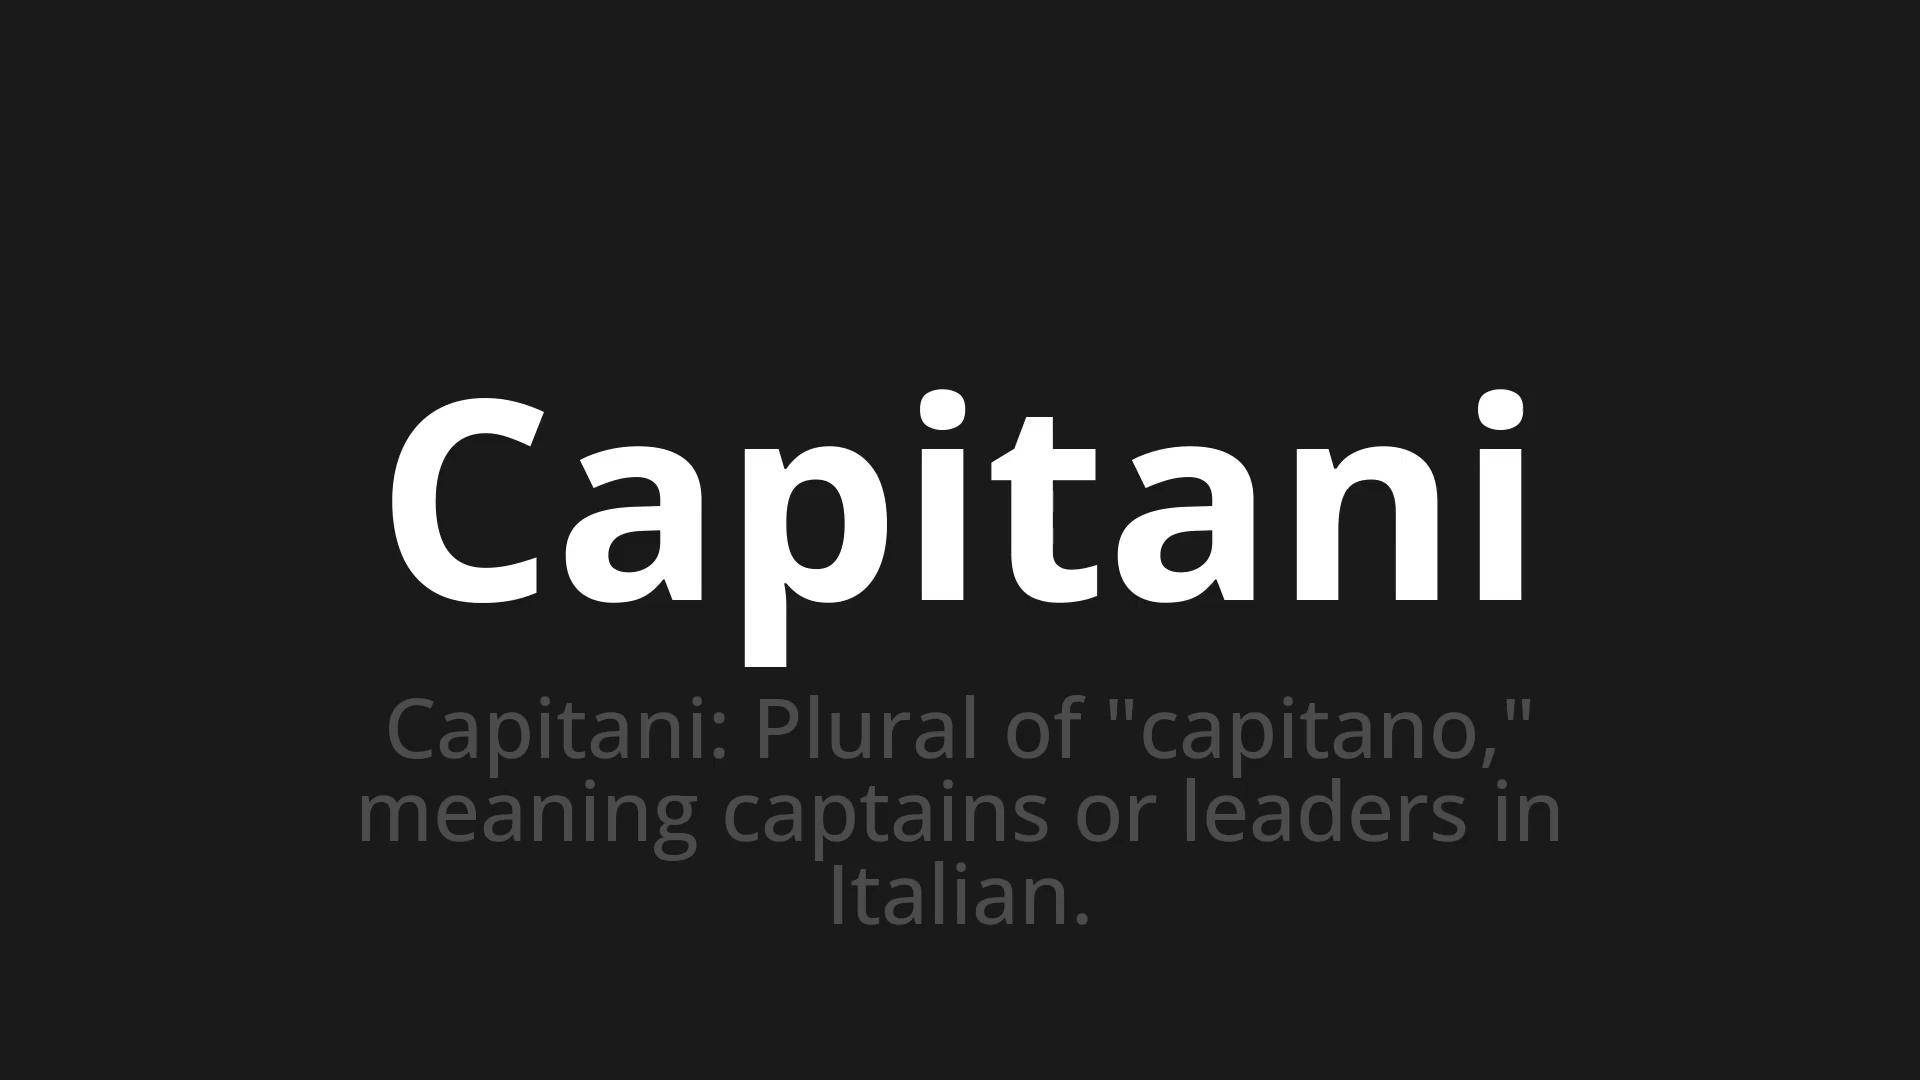 Capitani
Capitani: Plural of "capitano,"
meaning captains or leaders in
Italian.